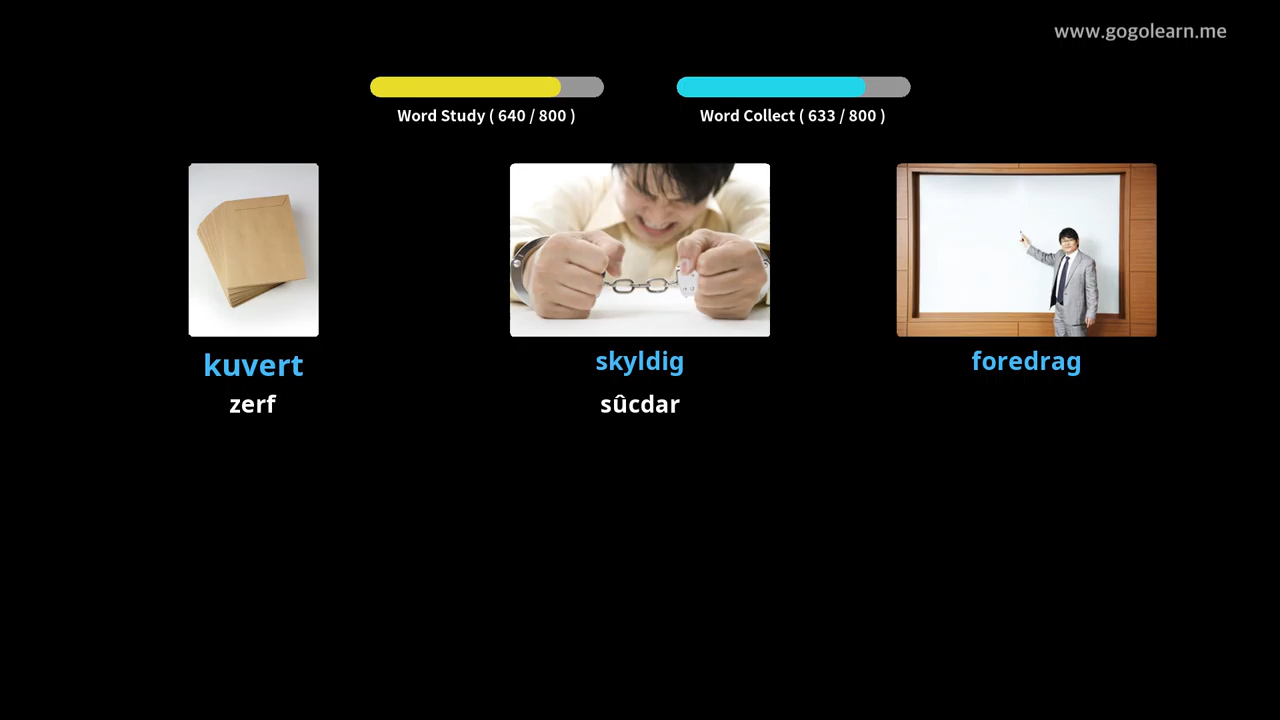 www.gogolearn.me
Word Study ( 640 / 800 )
Word Collect ( 633 / 800 )
kuvert
zerf
skyldig
sûcdar
foredrag